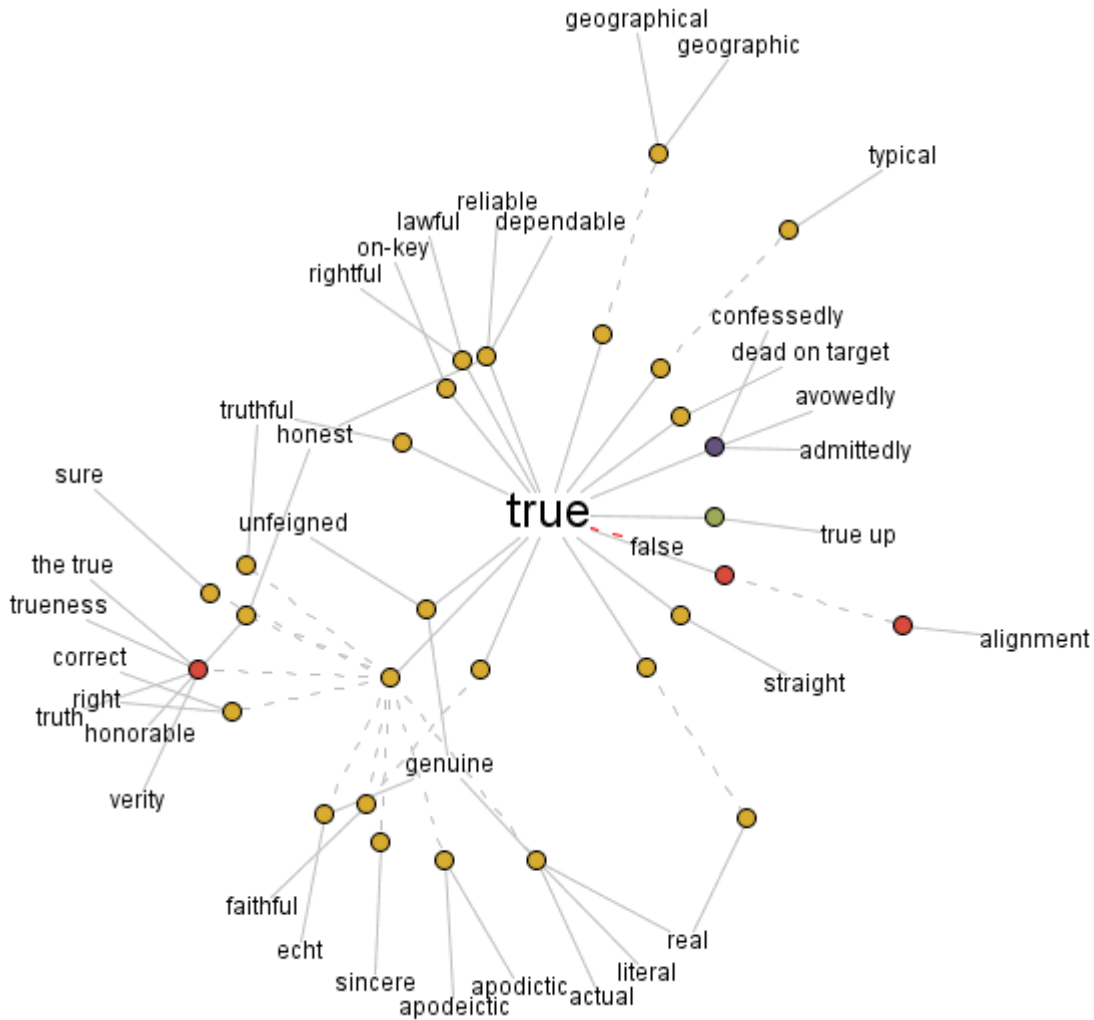 geographical
geographic
typical
reliable
lawful
dependable
on-key
rightful
confessedly
dead on target
avowedly
truthful
honest
admittedly
sure
true
unfeigned
true up
false
the true
trueness
alignment
correct
straight
right
truth
honorable
genuine
verity
faithful
real
echt
literal
sincere
apodictic
actual
apodeictic